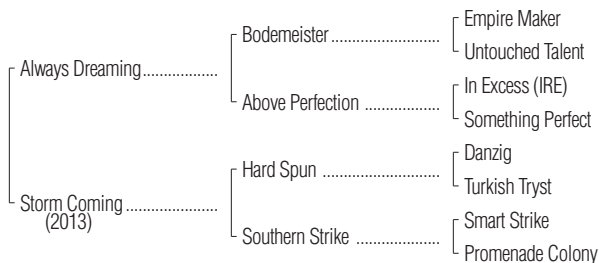 Empire Maker
Bodemeister
Untouched Talent
Always Dreaming
In Excess (IRE)
Above Perfection
Something Perfect
Danzig
Hard Spun
Turkish Tryst
Storm Coming
(2013)
Smart Strike
Southern Strike
Promenade Colony